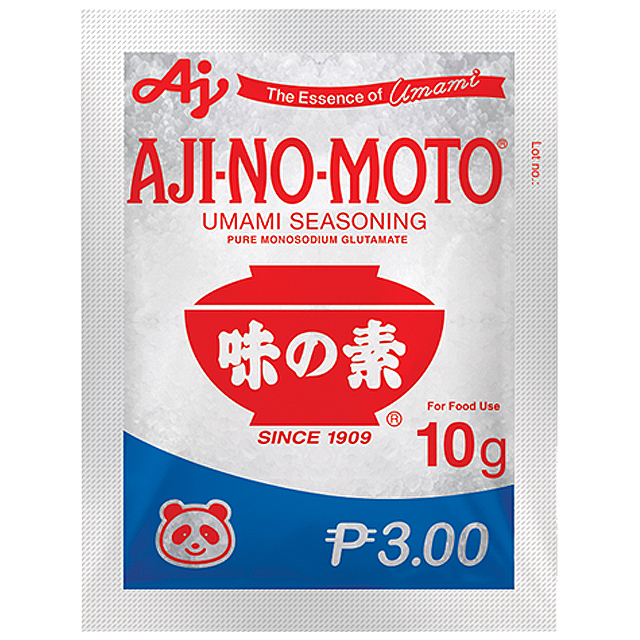 Aj
The Essence of Umami
AJI-NO-MOTO®
UMAMI SEASONING
PURE MONOSODIUM GLUTAMATE
味の素
®
SINCE 1909
For Food Use
10g
₱3.00
Lot no.: